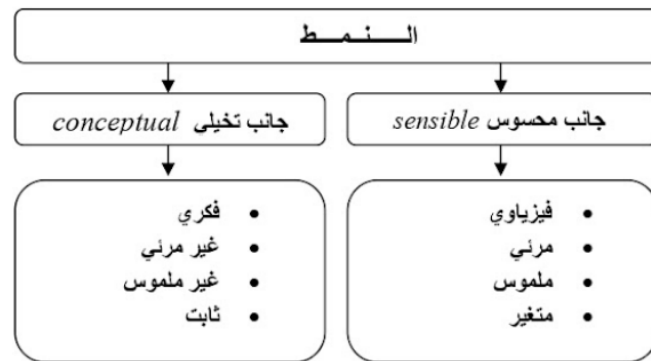 النمط
جانب محسوس sensible
جانب تخيلي conceptual
• فيزياوي
• مرئي
• ملموس
• متغير
• فكري
• غير مرئي
• غير ملموس
• ثابت